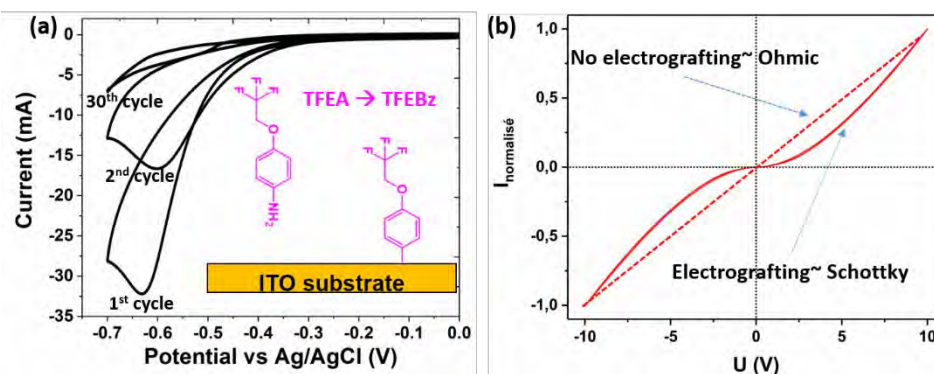 (a)
0
-5
-10
-15
-20
-25
-30
-35
Current (mA)
30th cycle
2nd cycle
1st cycle
TFEA → TFEBz
F
F
F
O
NH2
F
F
F
O
ITO substrate
-0.7 -0.6 -0.5 -0.4 -0.3 -0.2 -0.1 0.0
Potential vs Ag/AgCl (V)
(b)
1,0
0,5
0,0
-0,5
-1,0
Inormalisé
No electrografting~ Ohmic
Electrografting~ Schottky
-10 -5 0 5 10
U (V)